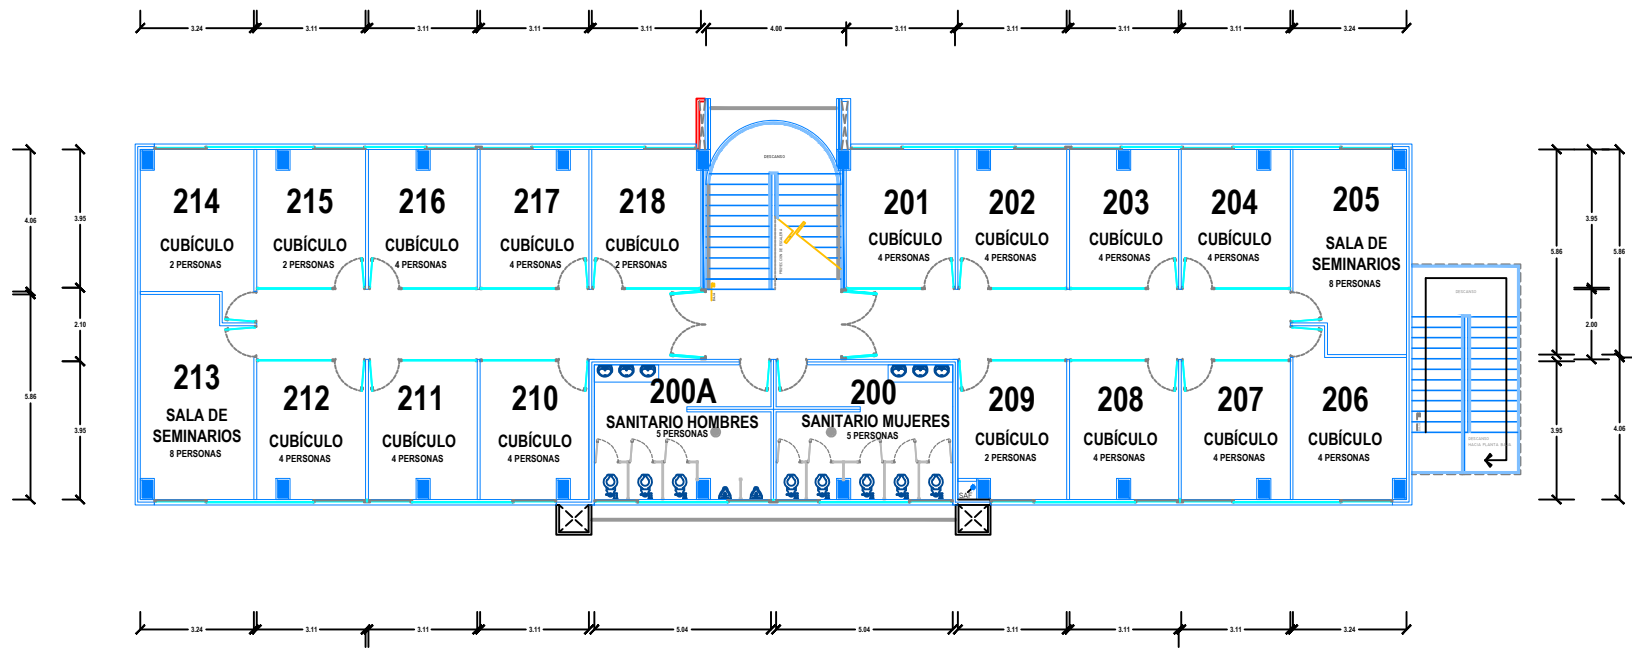 3.24 3.11 3.11 3.11 4.00 3.11 3.11 3.11 3.24
DESCANSO
214
CUBÍCULO
2 PERSONAS
215
CUBÍCULO
2 PERSONAS
216
CUBÍCULO
4 PERSONAS
217
CUBÍCULO
4 PERSONAS
218
CUBÍCULO
2 PERSONAS
201
CUBÍCULO
4 PERSONAS
202
CUBÍCULO
4 PERSONAS
203
CUBÍCULO
4 PERSONAS
204
CUBÍCULO
4 PERSONAS
205
SALA DE
SEMINARIOS
8 PERSONAS
4.06
3.95
2.10
5.86
3.95
213
SALA DE
SEMINARIOS
8 PERSONAS
212
CUBÍCULO
4 PERSONAS
211
CUBÍCULO
4 PERSONAS
210
CUBÍCULO
4 PERSONAS
200A
SANITARIO HOMBRES
5 PERSONAS
200
SANITARIO MUJERES
5 PERSONAS
209
CUBÍCULO
2 PERSONAS
208
CUBÍCULO
4 PERSONAS
207
CUBÍCULO
4 PERSONAS
206
CUBÍCULO
4 PERSONAS
DESCANSO
DESCANSO
HACIA PLANTA BAJA
5.86
3.95
3.95
2.00
5.86
4.06
3.24 3.11 3.11 3.11 5.04 5.04 3.11 3.11 3.11 3.24